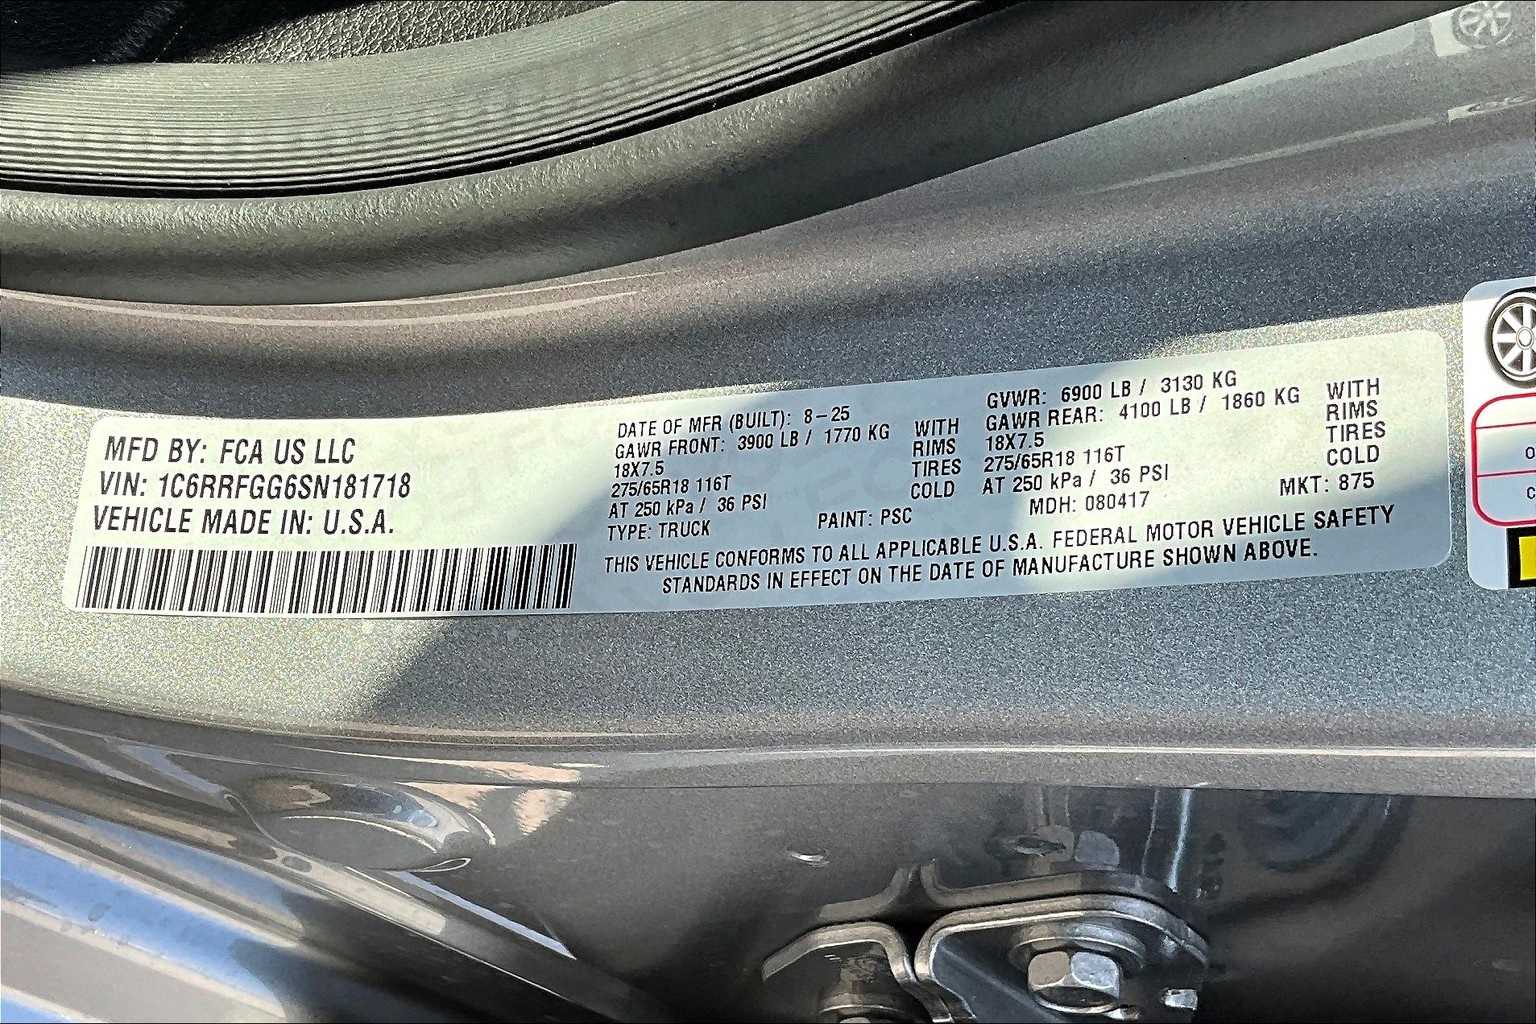 MFD BY: FCA US LLC
VIN: 1C6RRFGG6SN181718
VEHICLE MADE IN: U.S.A.
DATE OF MFR (BUILT): 8-25
GAWR FRONT: 3900 LB / 1770 KG WITH
18X7.5 RIMS
275/65R18 116T TIRES
AT 250 kPa / 36 PSI COLD
TYPE: TRUCK PAINT: PSC
GVWR: 6900 LB / 3130 KG
GAWR REAR: 4100 LB / 1860 KG WITH
18X7.5 RIMS
275/65R18 116T TIRES
AT 250 kPa / 36 PSI COLD
MDH: 080417 MKT: 875
THIS VEHICLE CONFORMS TO ALL APPLICABLE U.S.A. FEDERAL MOTOR VEHICLE SAFETY
STANDARDS IN EFFECT ON THE DATE OF MANUFACTURE SHOWN ABOVE.